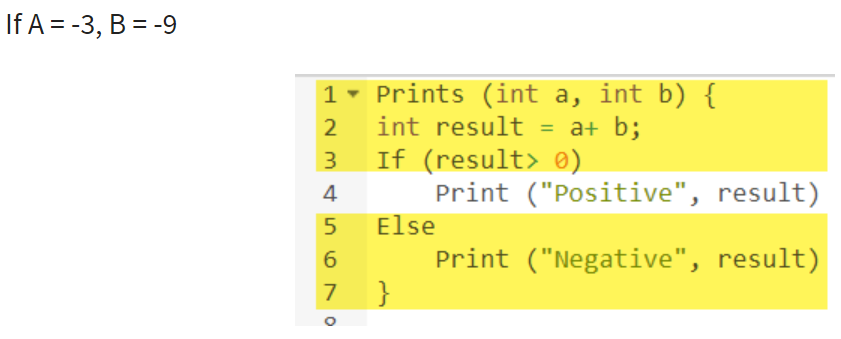 If A = -3, B = -9
1 Prints (int a, int b) {
2 int result = a+ b;
3 If (result> 0)
4 Print ("Positive", result)
5 Else
6 Print ("Negative", result)
7 }